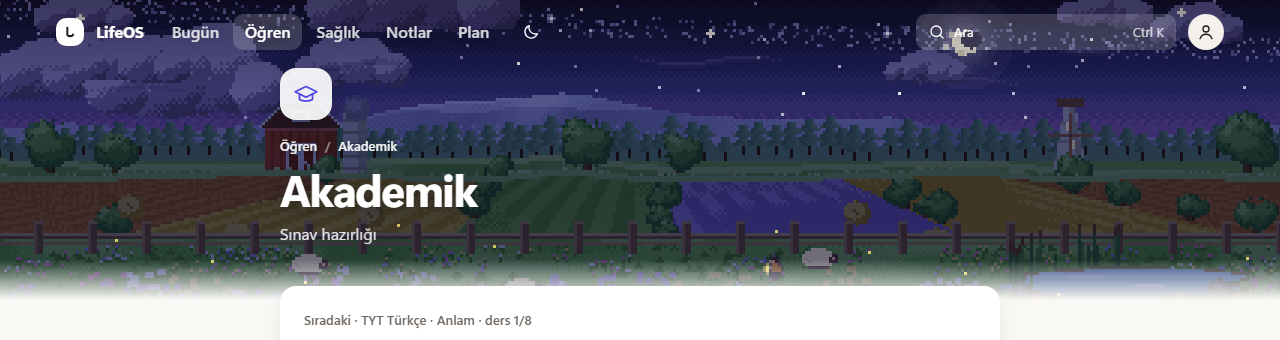 LifeOS Bugün Öğren Sağlık Notlar Plan Ara Ctrl K
Öğren / Akademik
Akademik
Sınav hazırlığı
Sıradaki · TYT Türkçe · Anlam · ders 1/8